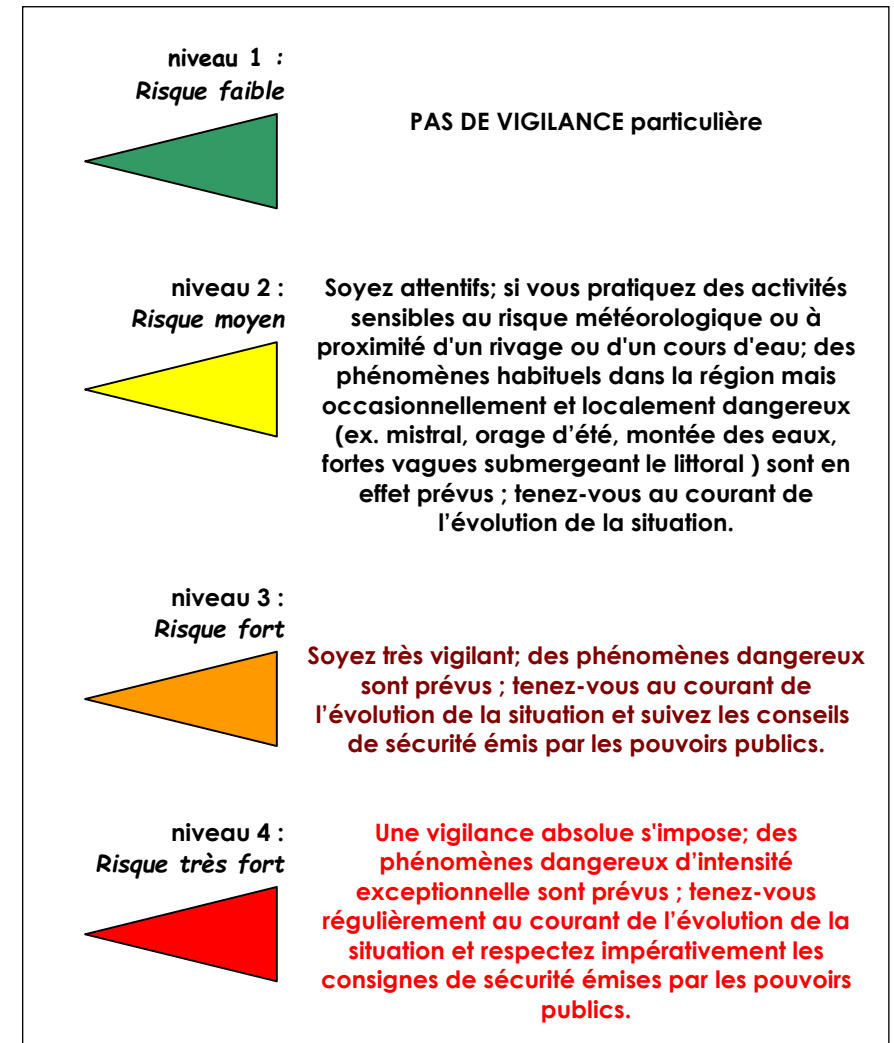 niveau 1 :
Risque faible
PAS DE VIGILANCE particulière
niveau 2 :
Risque moyen
Soyez attentifs; si vous pratiquez des activités
sensibles au risque météorologique ou à
proximité d'un rivage ou d'un cours d'eau; des
phénomènes habituels dans la région mais
occasionnellement et localement dangereux
(ex. mistral, orage d’été, montée des eaux,
fortes vagues submergeant le littoral ) sont en
effet prévus ; tenez-vous au courant de
l’évolution de la situation.
niveau 3 :
Risque fort
Soyez très vigilant; des phénomènes dangereux
sont prévus ; tenez-vous au courant de
l’évolution de la situation et suivez les conseils
de sécurité émis par les pouvoirs publics.
niveau 4 :
Risque très fort
Une vigilance absolue s'impose; des
phénomènes dangereux d’intensité
exceptionnelle sont prévus ; tenez-vous
régulièrement au courant de l’évolution de la
situation et respectez impérativement les
consignes de sécurité émises par les pouvoirs
publics.